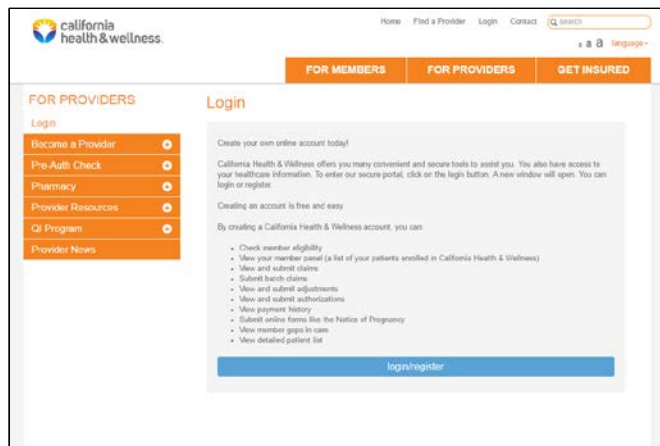 california
health & wellness.
Home Find a Provider Login Contact search
a a a language
FOR MEMBERS FOR PROVIDERS GET INSURED
FOR PROVIDERS
Login
Become a Provider
Pre-Auth Check
Pharmacy
Provider Resources
QI Program
Provider News
Login
Create your own online account today!
California Health & Wellness offers you many convenient and secure tools to assist you. You also have access to
your healthcare information. To enter our secure portal, click on the login button. A new window will open. You can
login or register.
Creating an account is free and easy.
By creating a California Health & Wellness account, you can:
• Check member eligibility
• View your member panel (a list of your patients enrolled in California Health & Wellness)
• View and submit claims
• Submit batch claims
• View and submit adjustments
• View and submit authorizations
• View payment history
• Submit online forms like the Notice of Pregnancy
• View member gaps in care
• View detailed patient list
login/register